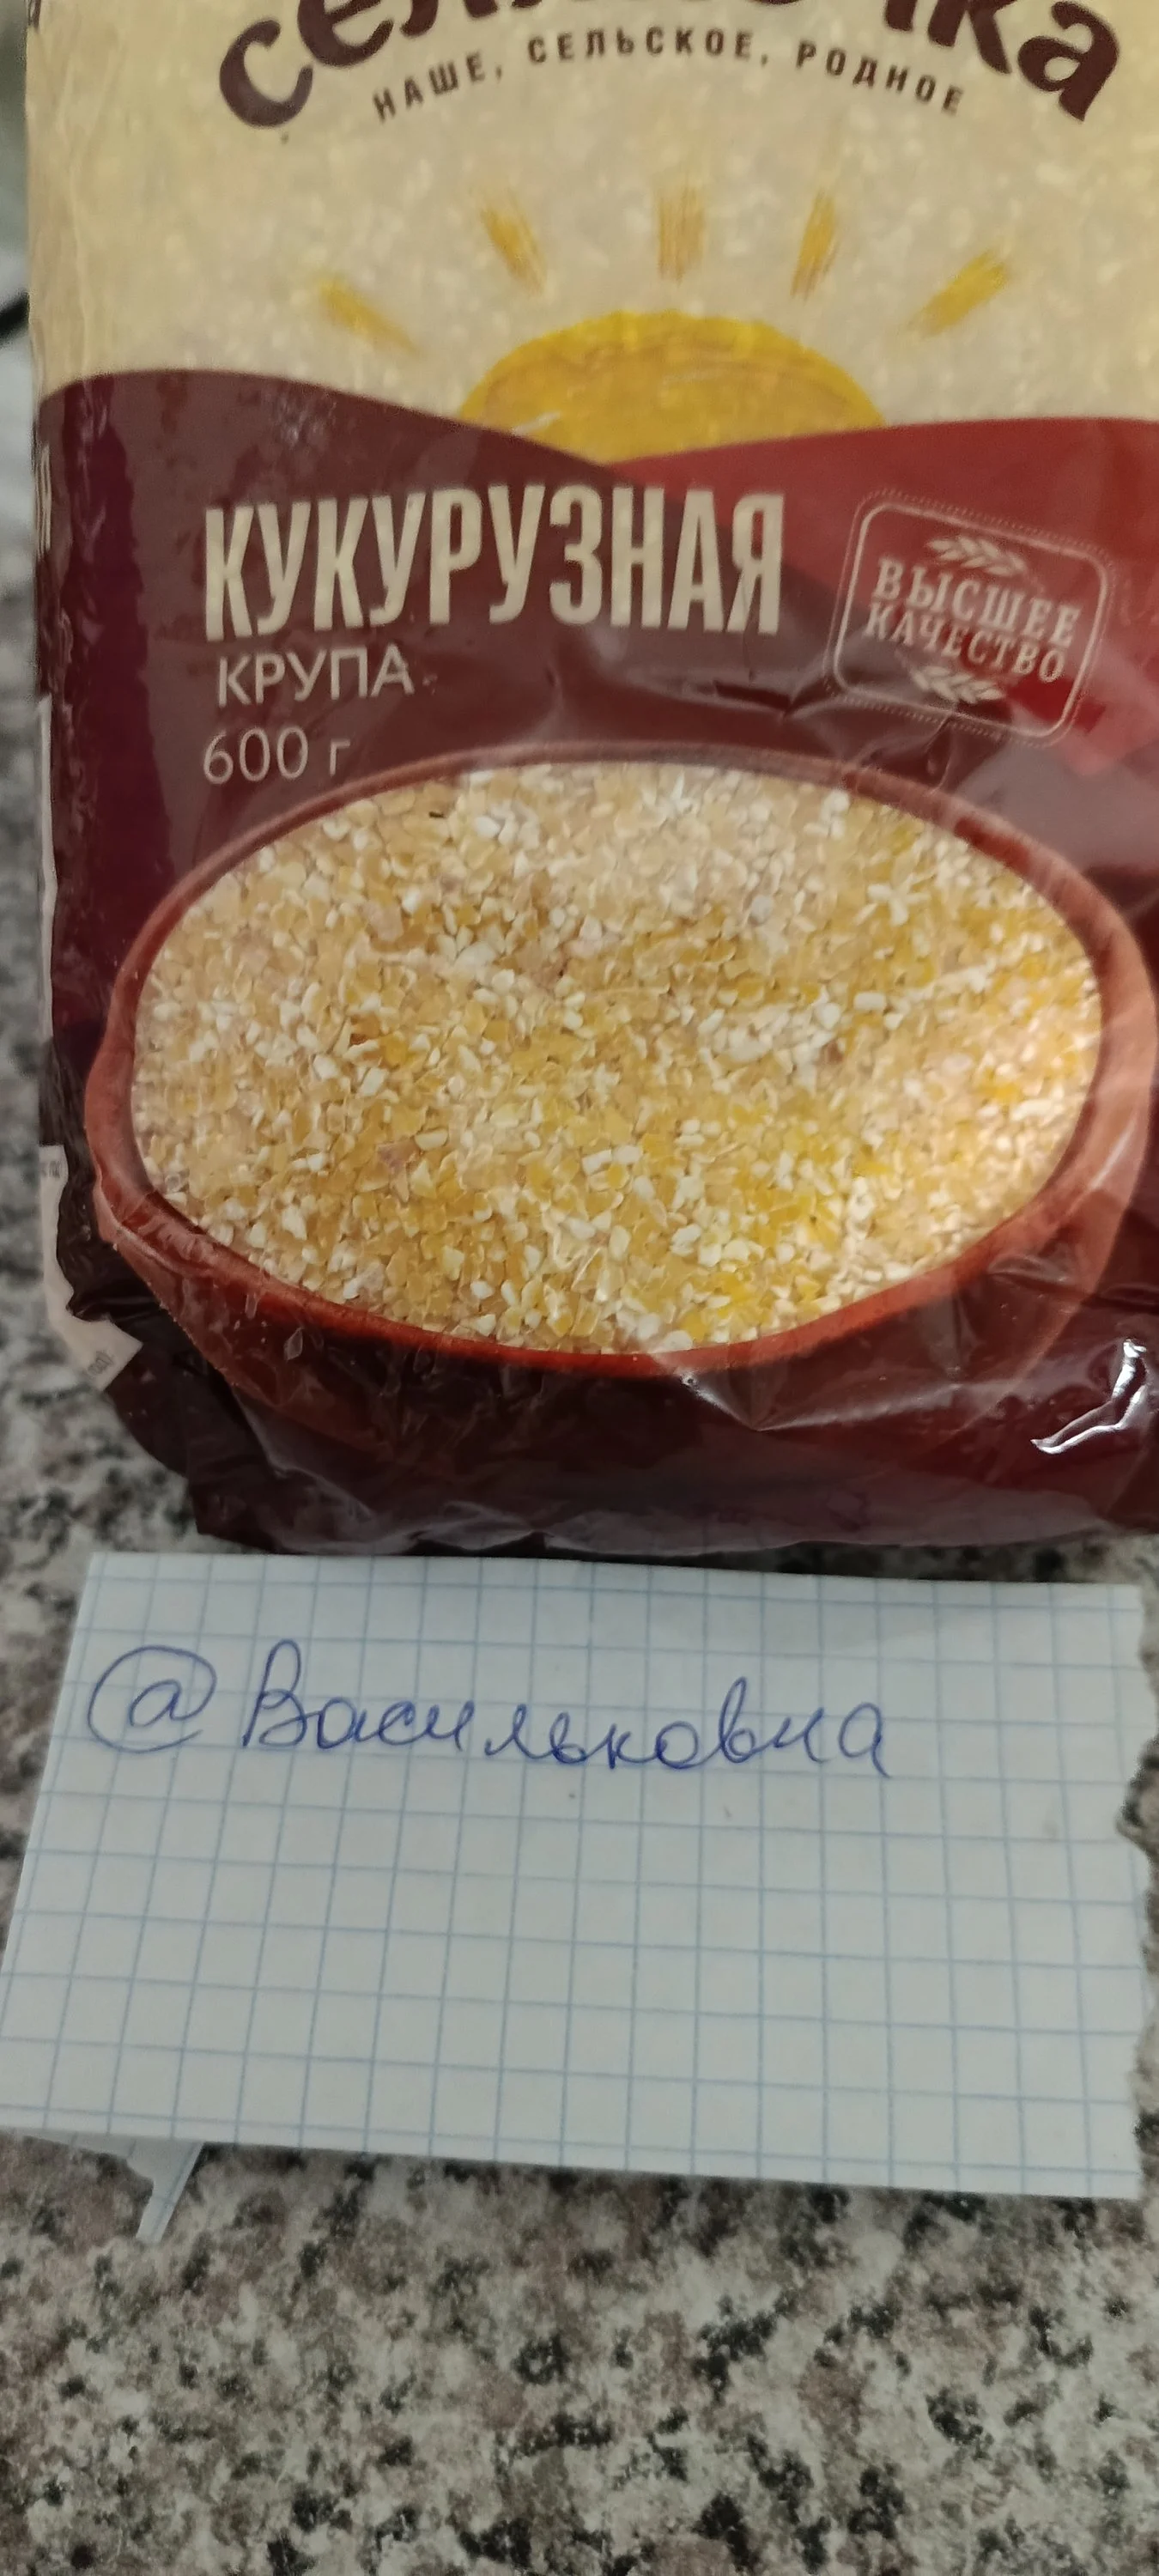 НАШЕ, СЕЛЬСКОЕ, РОДНОЕ
КУКУРУЗНАЯ
КРУПА
600 г
ВЫСШЕЕ
КАЧЕСТВО
@Васильковна